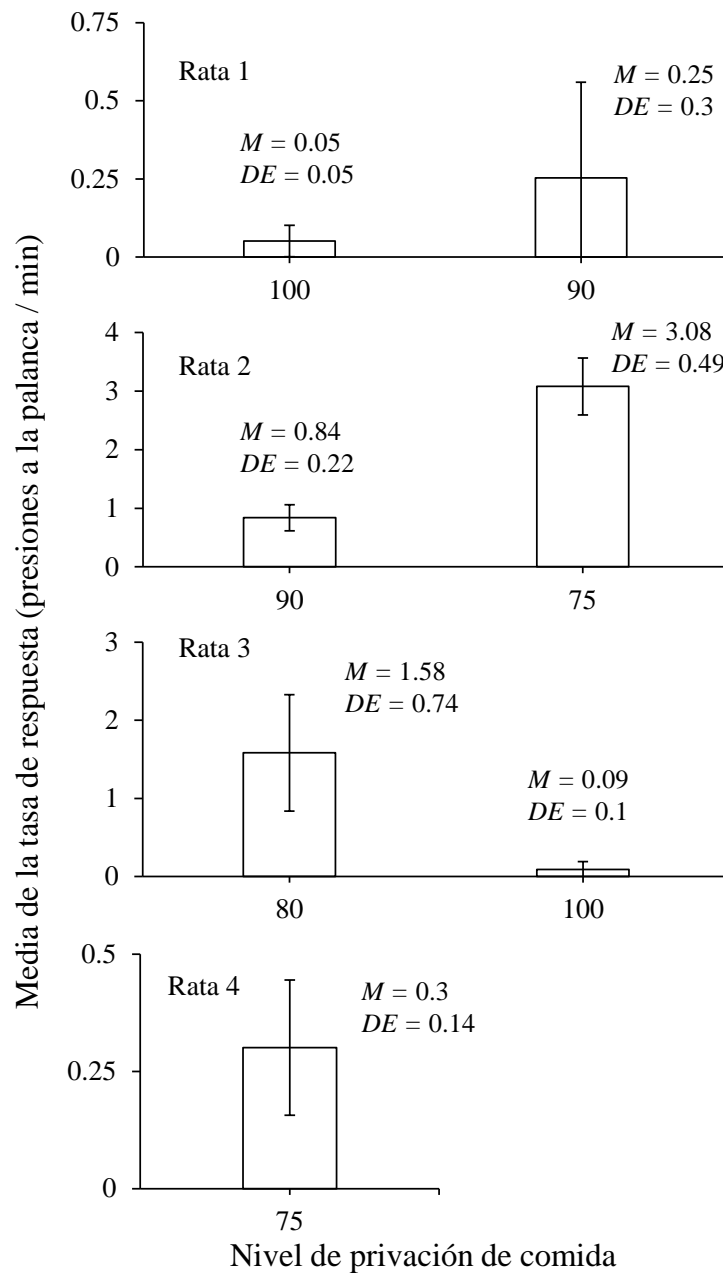 Media de la tasa de respuesta (presiones a la palanca / min)
0.75
0.5
0.25
0
Rata 1
M = 0.05
DE = 0.05
M = 0.25
DE = 0.3
100
90
4
3
2
1
0
Rata 2
M = 0.84
DE = 0.22
M = 3.08
DE = 0.49
90
75
3
2
1
0
Rata 3
M = 1.58
DE = 0.74
M = 0.09
DE = 0.1
80
100
0.5
0.25
0
Rata 4
M = 0.3
DE = 0.14
75
Nivel de privación de comida